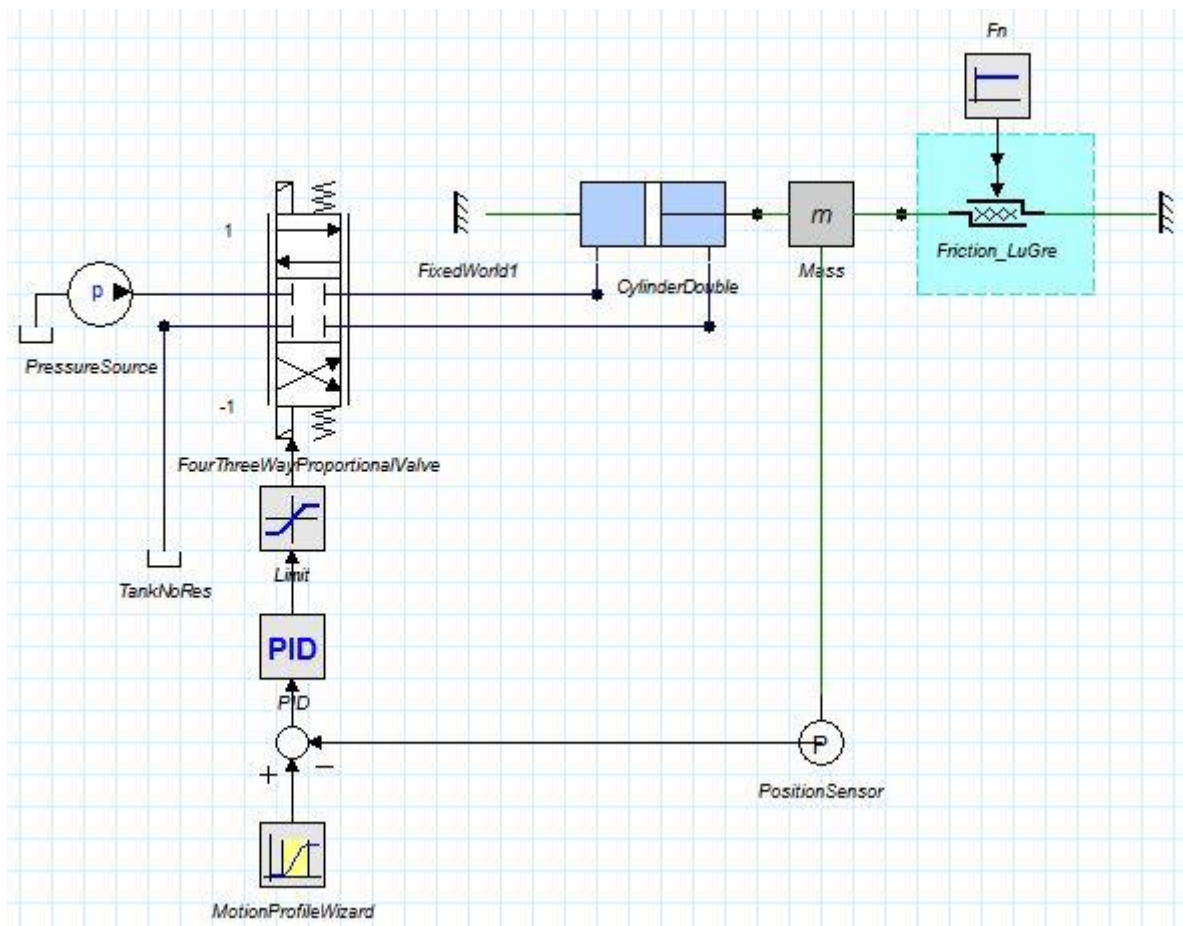 Fn
1
m
FixedWorld1
CylinderDouble
Mass
Friction_LuGre
p
PressureSource
-1
FourThreeWayProportionalValve
Limit
TankNoRes
PID
PID
+
−
P
PositionSensor
MotionProfileWizard